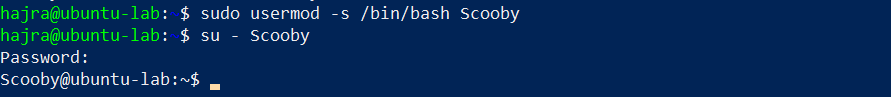 hajra@ubuntu-lab:~$ sudo usermod -s /bin/bash Scooby
hajra@ubuntu-lab:~$ su - Scooby
Password:
Scooby@ubuntu-lab:~$